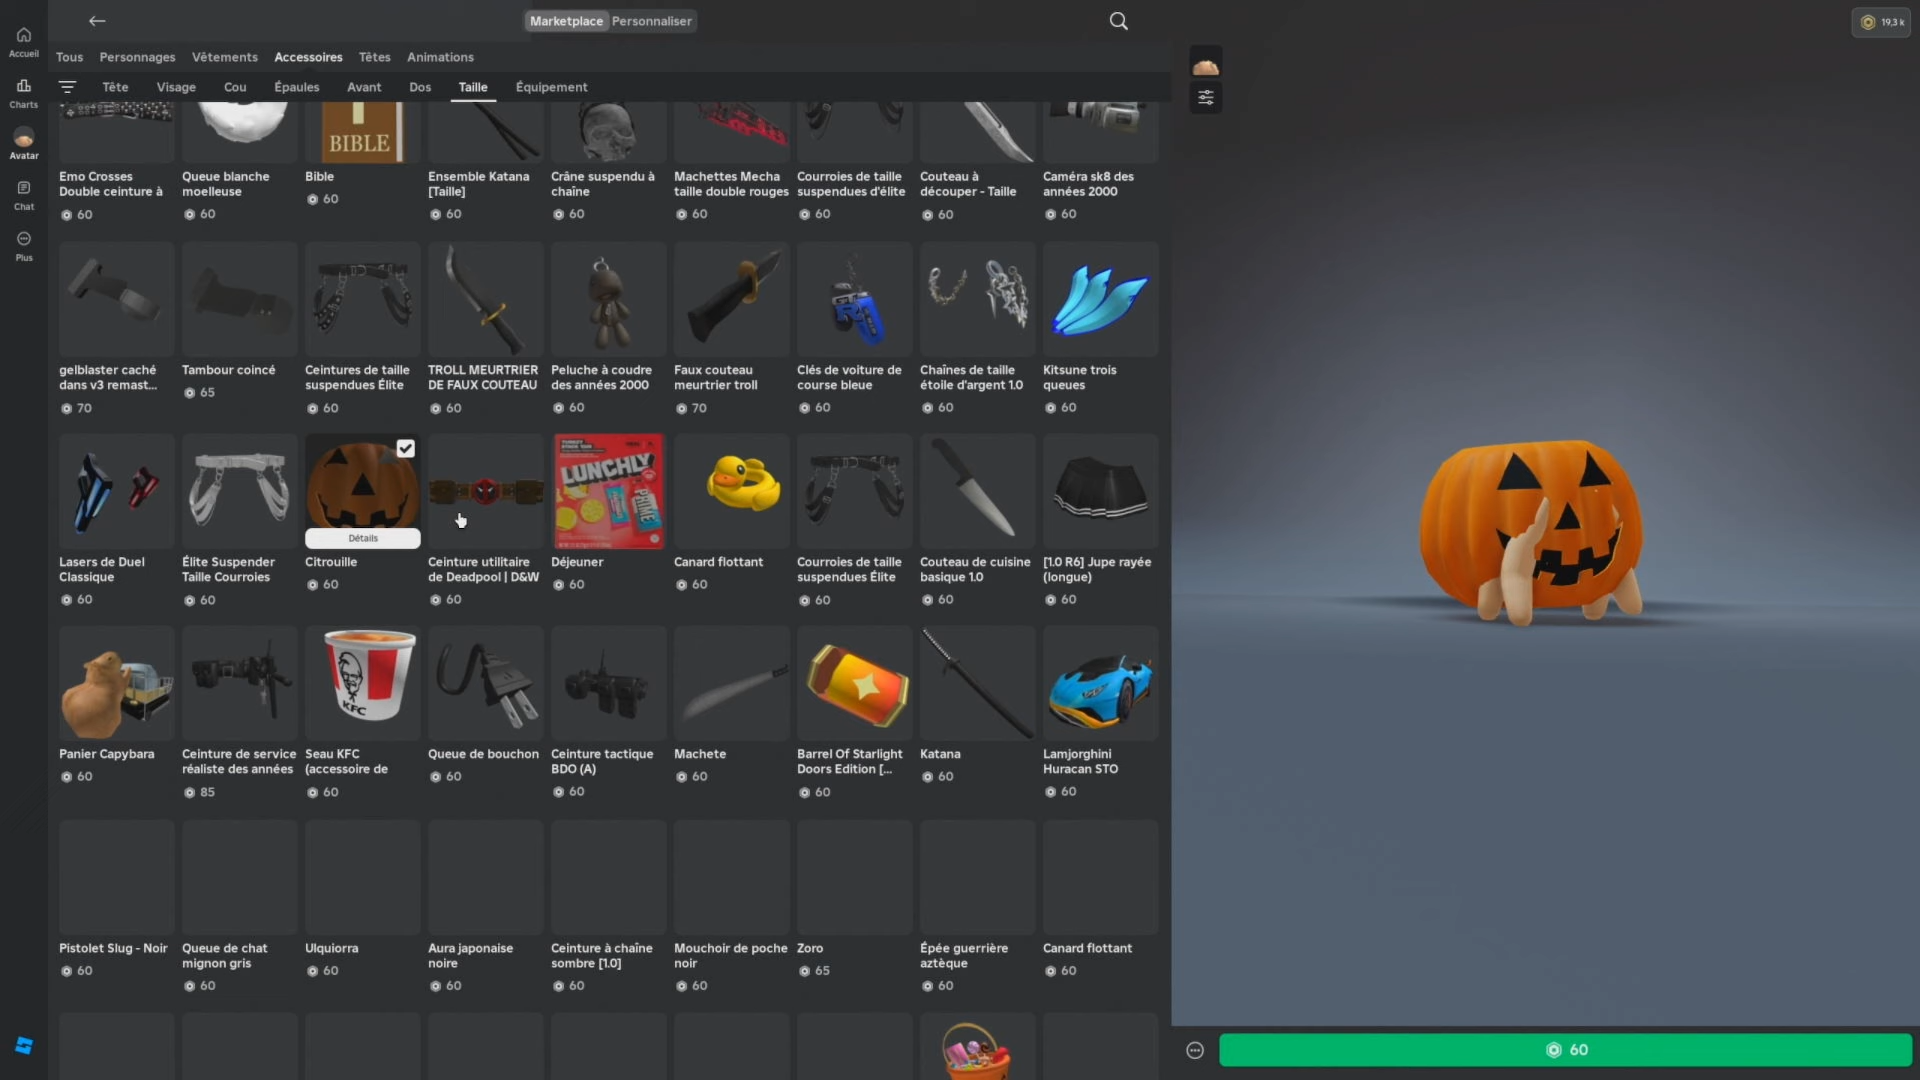 Marketplace Personnaliser
19,3 k
Accueil
Charts
Avatar
Chat
Plus
Tous Personnages Vêtements Accessoires Têtes Animations
Tête Visage Cou Épaules Avant Dos Taille Équipement
BIBLE
Emo Crosses
Double ceinture à
60
Queue blanche
moelleuse
60
Bible
60
Ensemble Katana
[Taille]
60
Crâne suspendu à
chaîne
60
Machettes Mecha
taille double rouges
60
Courroies de taille
suspendues d'élite
60
Couteau à
découper - Taille
60
Caméra sk8 des
années 2000
60
gelblaster caché
dans v3 remast...
70
Tambour coincé
65
Ceintures de taille
suspendues Élite
60
TROLL MEURTRIER
DE FAUX COUTEAU
60
Peluche à coudre
des années 2000
60
Faux couteau
meurtrier troll
70
Clés de voiture de
course bleue
60
Chaînes de taille
étoile d'argent 1.0
60
Kitsune trois
queues
60
Lasers de Duel
Classique
60
Élite Suspender
Taille Courroies
60
Détails
Citrouille
60
Ceinture utilitaire
de Deadpool | D&W
60
LUNCHLY
PRIME
Déjeuner
60
Canard flottant
60
Courroies de taille
suspendues Élite
60
Couteau de cuisine
basique 1.0
60
[1.0 R6] Jupe rayée
(longue)
60
Panier Capybara
60
Ceinture de service
réaliste des années
85
KFC
Seau KFC
(accessoire de
60
Queue de bouchon
60
Ceinture tactique
BDO (A)
60
Machete
60
Barrel Of Starlight
Doors Edition [...
60
Katana
60
Lamjorghini
Huracan STO
60
Pistolet Slug - Noir
60
Queue de chat
mignon gris
60
Ulquiorra
60
Aura japonaise
noire
60
Ceinture à chaîne
sombre [1.0]
60
Mouchoir de poche
noir
60
Zoro
65
Épée guerrière
aztèque
60
Canard flottant
60
60